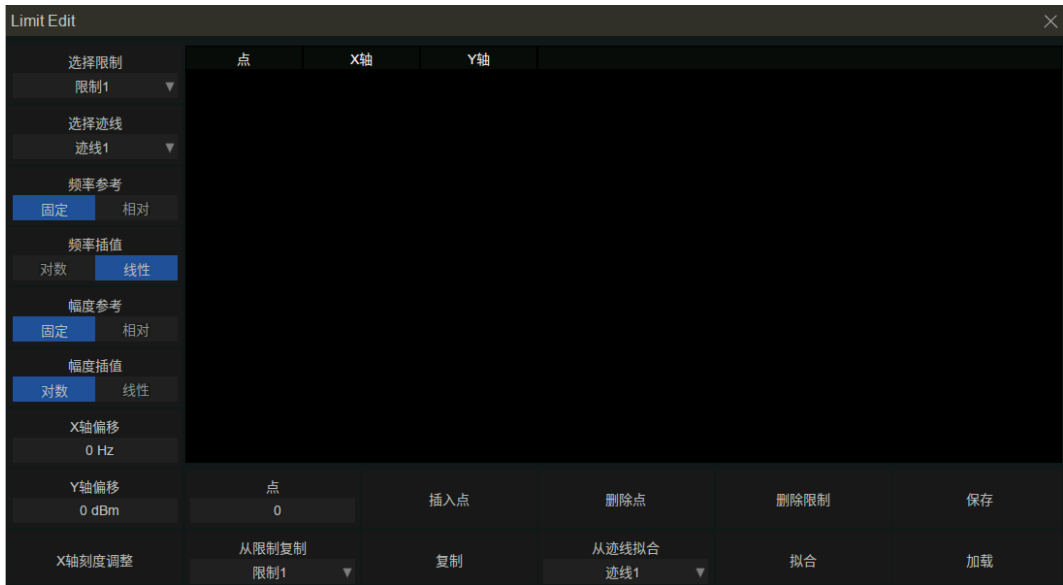 Limit Edit
选择限制
限制1
选择迹线
迹线1
频率参考
固定 相对
频率插值
对数 线性
幅度参考
固定 相对
幅度插值
对数 线性
X轴偏移
0 Hz
Y轴偏移
0 dBm
X轴刻度调整
点 X轴 Y轴
点
0
插入点
删除点
删除限制
保存
从限制复制
限制1
复制
从迹线拟合
迹线1
拟合
加载